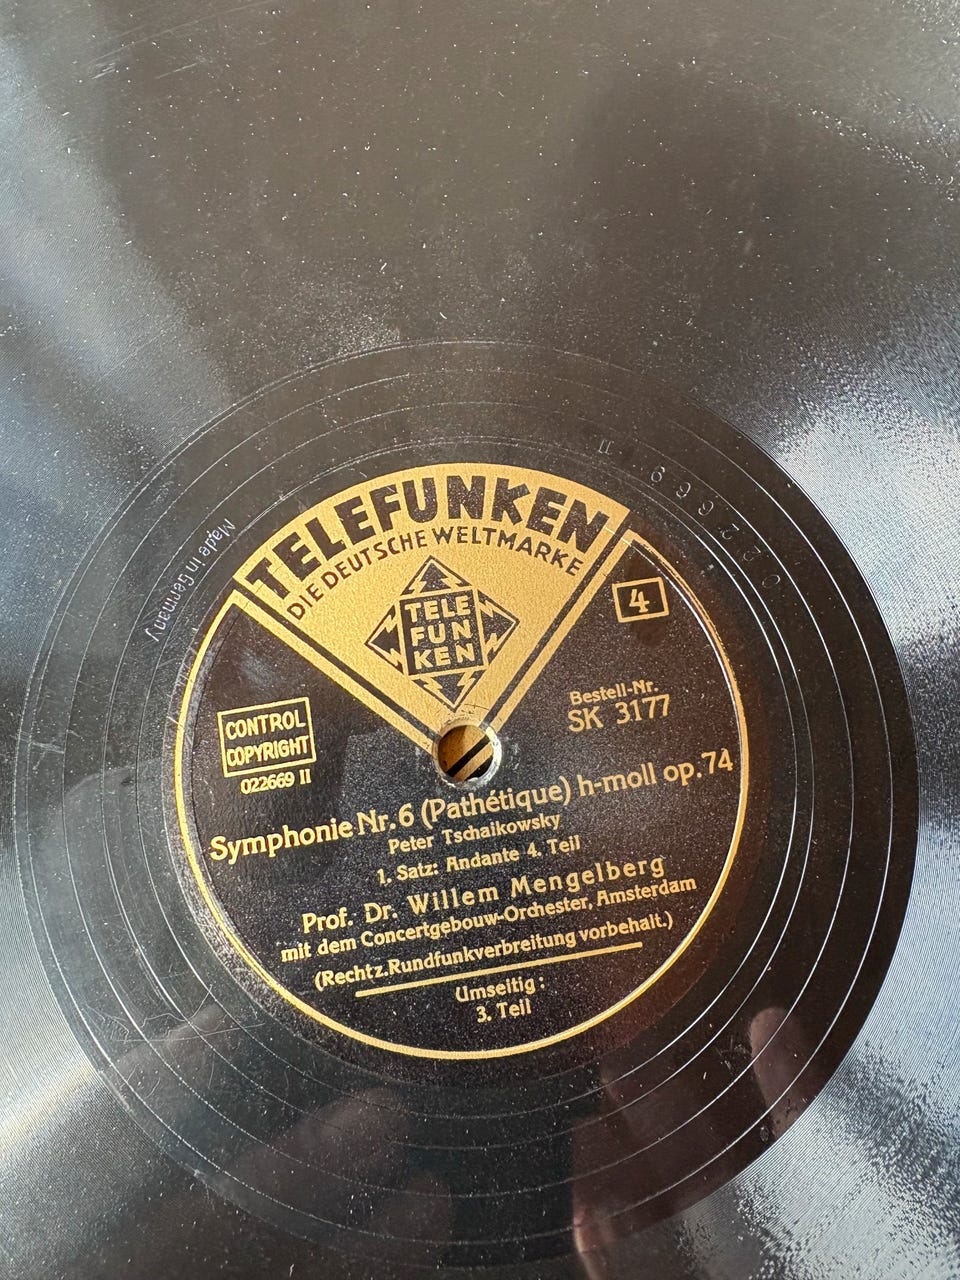 TELEFUNKEN
DIE DEUTSCHE WELTMARKE
TELE
FUN
KEN
4
Bestell-Nr.
SK 3177
CONTROL
COPYRIGHT
022669 II
Symphonie Nr. 6 (Pathétique) h-moll op. 74
Peter Tschaikowsky
1. Satz: Andante 4. Teil
Prof. Dr. Willem Mengelberg
mit dem Concertgebouw-Orchester, Amsterdam
(Rechtz. Rundfunkverbreitung vorbehalt.)
Umseitig:
3. Teil
Made in Germany
022669 II